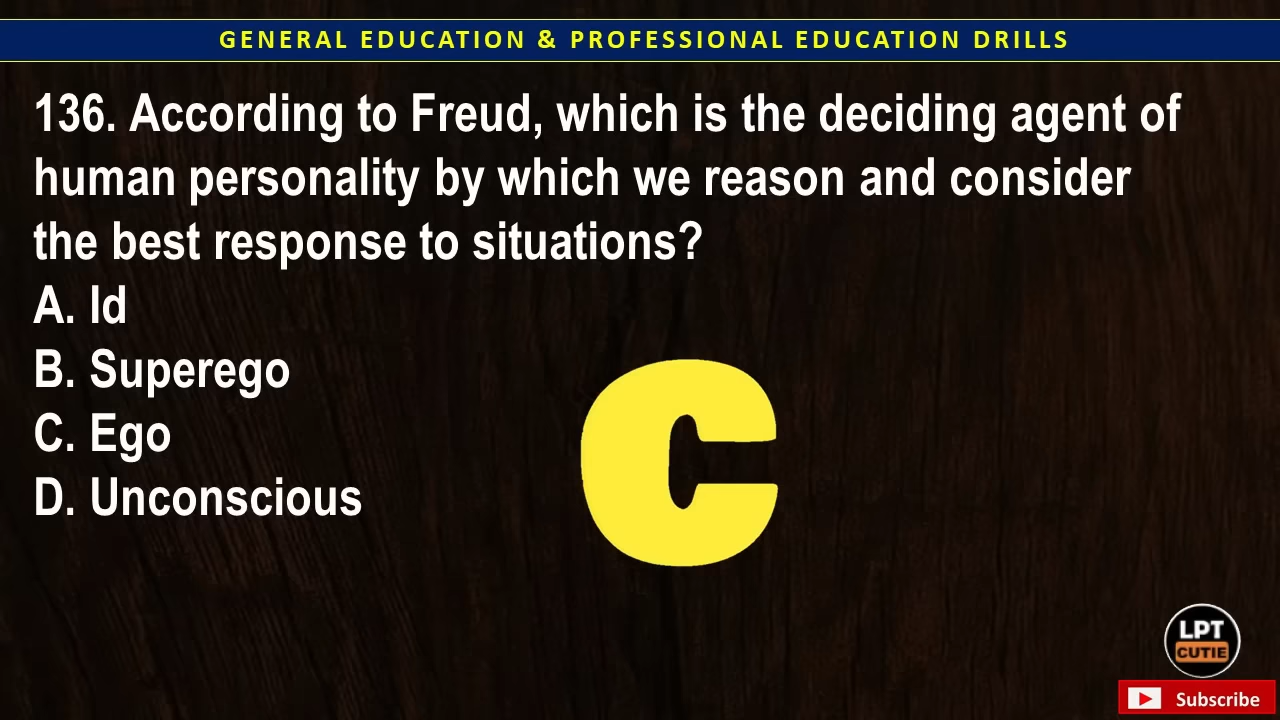 GENERAL EDUCATION & PROFESSIONAL EDUCATION DRILLS
136. According to Freud, which is the deciding agent of
human personality by which we reason and consider
the best response to situations?
A. Id
B. Superego
C. Ego
D. Unconscious
C
LPT
CUTIE
Subscribe